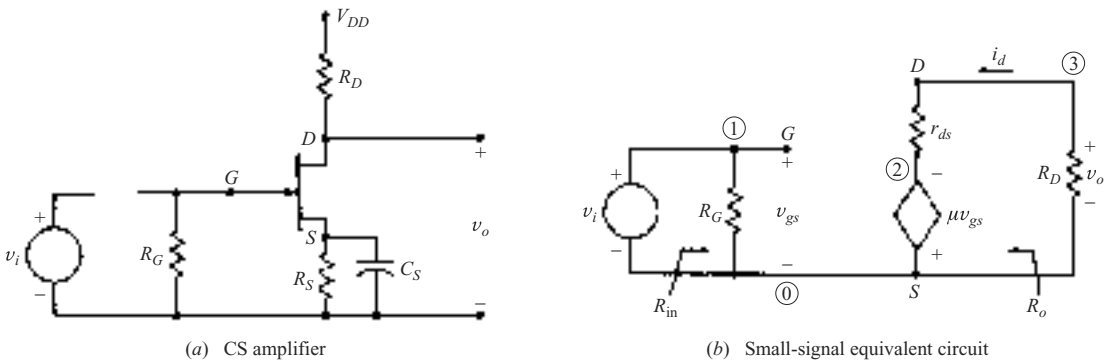 V_DD
R_D
D
+
G
S
v_o
v_i
+
−
R_G
R_S
C_S
−
(a) CS amplifier
i_d
③
D
r_ds
①
G
+
②
−
+
R_D
v_o
−
+
v_i
−
R_G
v_gs
μv_gs
+
−
⓪
S
R_in
R_o
(b) Small-signal equivalent circuit